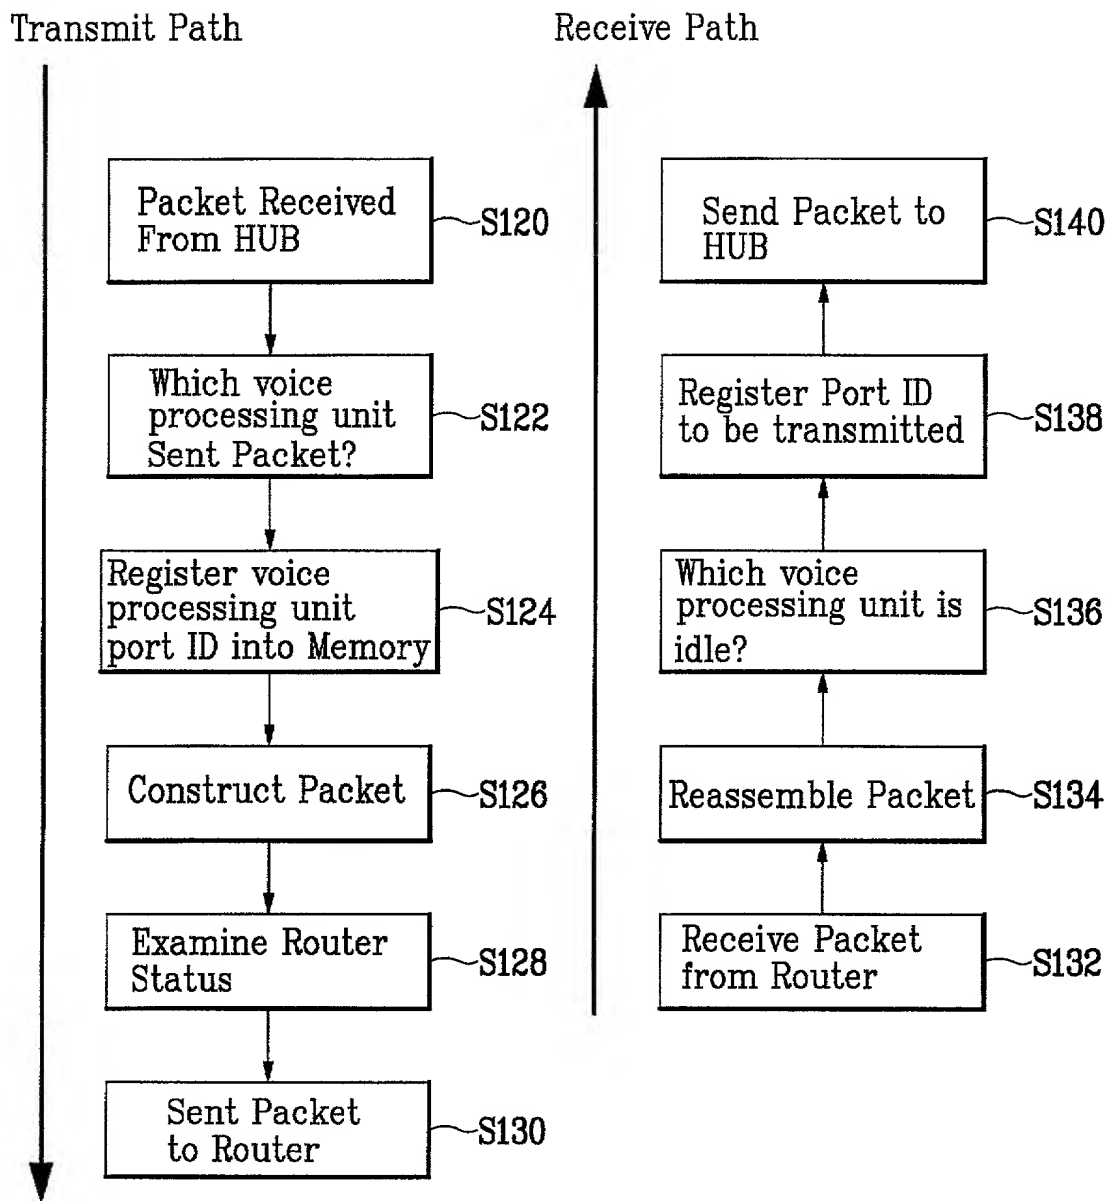 Transmit Path
Packet Received
From HUB
S120
Which voice
processing unit
Sent Packet?
S122
Register voice
processing unit
port ID into Memory
S124
Construct Packet
S126
Examine Router
Status
S128
Sent Packet
to Router
S130
Receive Path
Send Packet to
HUB
S140
Register Port ID
to be transmitted
S138
Which voice
processing unit is
idle?
S136
Reassemble Packet
S134
Receive Packet
from Router
S132